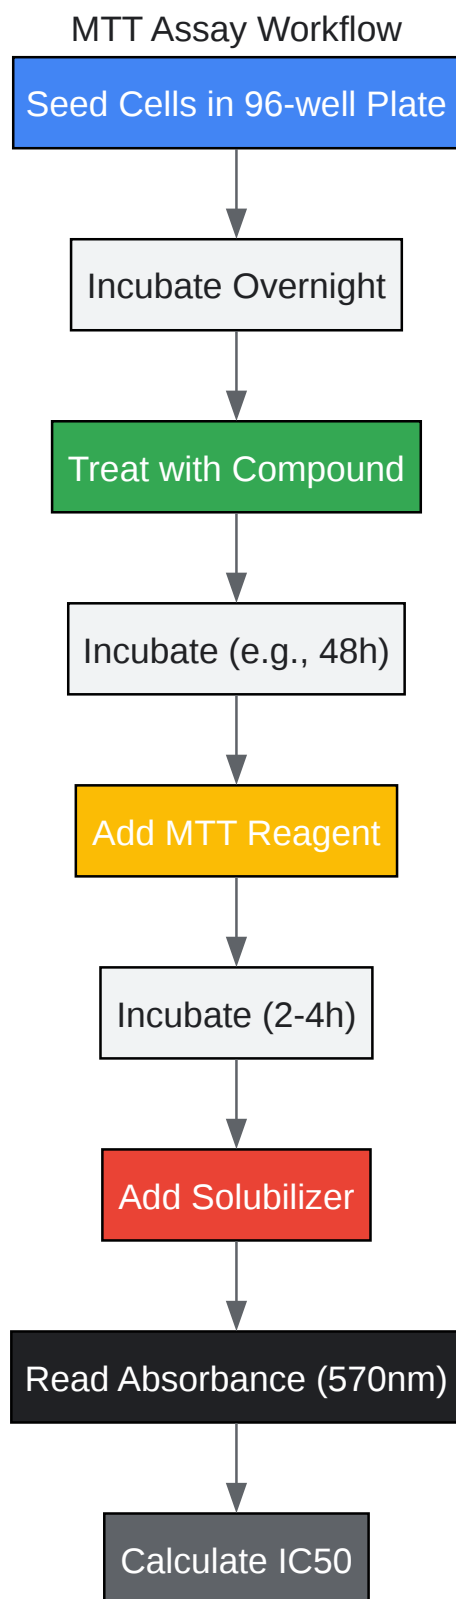 MTT Assay Workflow
Seed Cells in 96-well Plate
Incubate Overnight
Treat with Compound
Incubate (e.g., 48h)
Add MTT Reagent
Incubate (2-4h)
Add Solubilizer
Read Absorbance (570nm)
Calculate IC50